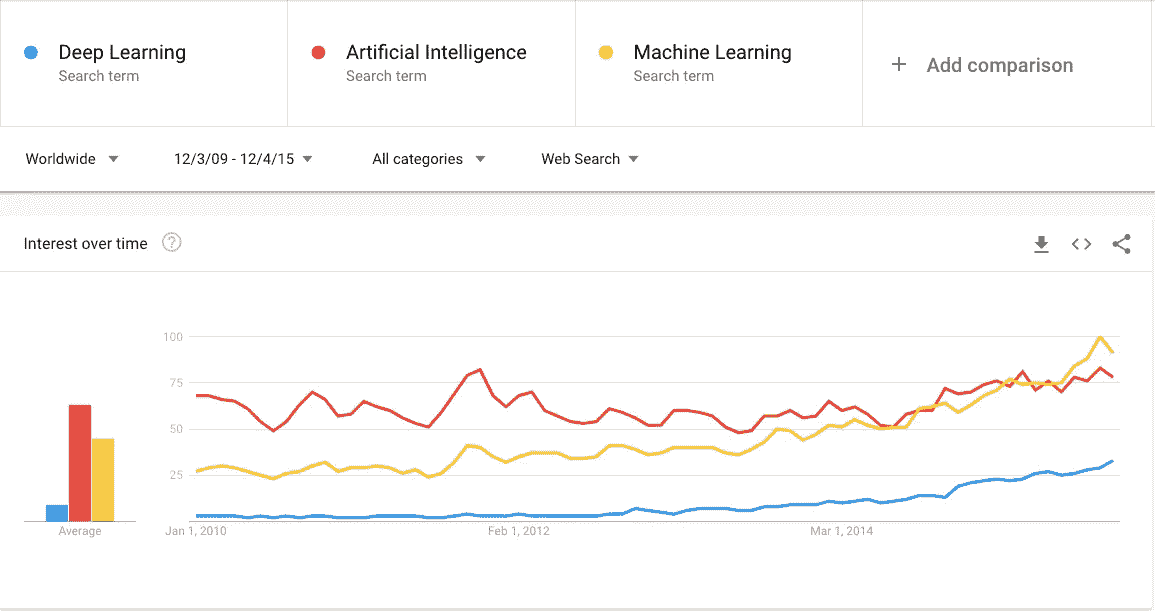 Deep Learning
Search term
Artificial Intelligence
Search term
Machine Learning
Search term
+ Add comparison
Worldwide
12/3/09 - 12/4/15
All categories
Web Search
Interest over time ?
100
75
50
25
Average
Jan 1, 2010
Feb 1, 2012
Mar 1, 2014